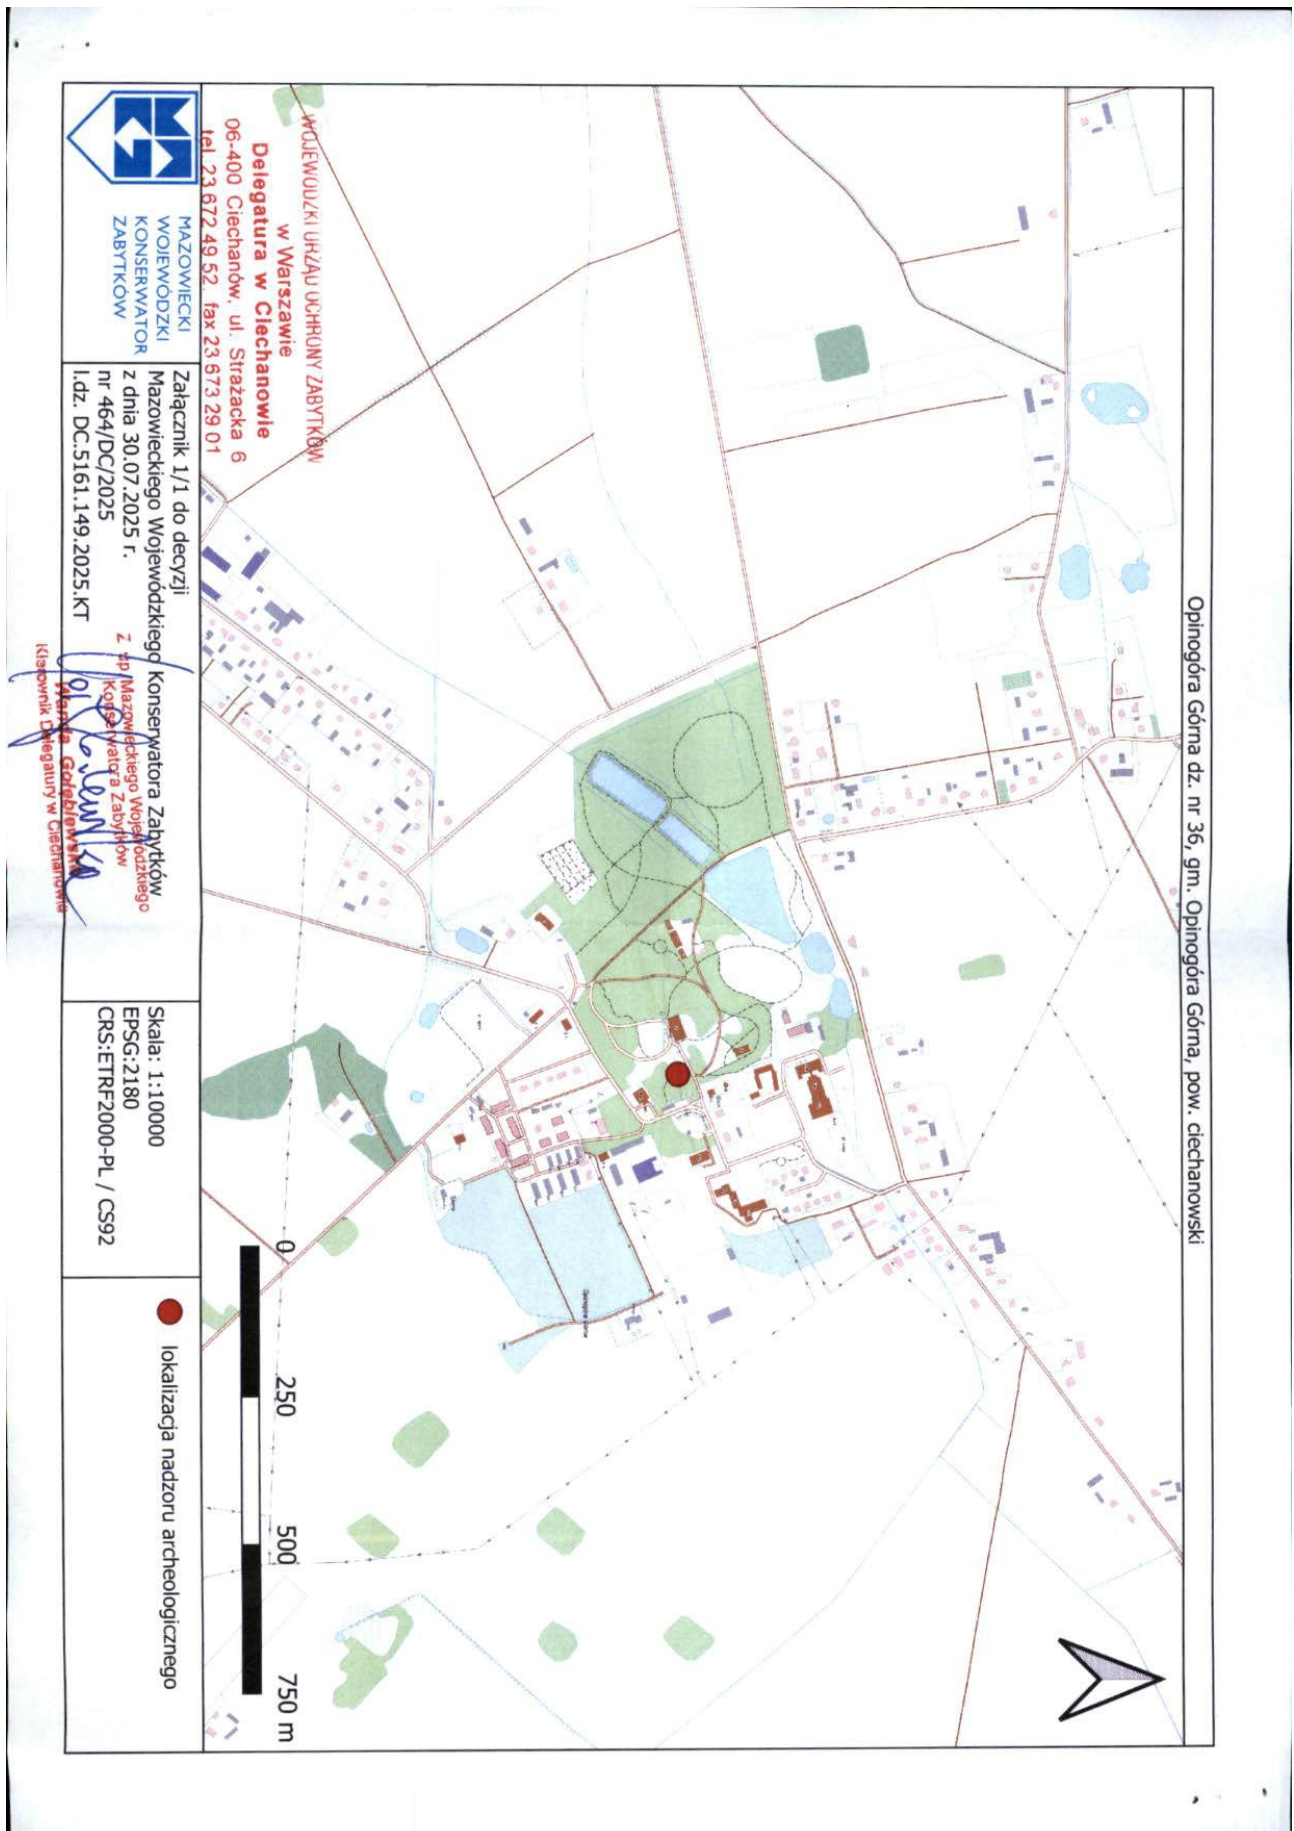 Opinogóra Górna dz. nr 36, gm. Opinogóra Górna, pow. ciechanowski
WOJEWÓDZKI URZĄD OCHRONY ZABYTKÓW
w Warszawie
Delegatura w Ciechanowie
06-400 Ciechanów, ul. Strażacka 6
tel. 23 672 49 52, fax 23 673 29 01
0 250 500 750 m
MAZOWIECKI
WOJEWÓDZKI
KONSERWATOR
ZABYTKÓW
Załącznik 1/1 do decyzji
Mazowieckiego Wojewódzkiego Konserwatora Zabytków
z dnia 30.07.2025 r.
nr 464/DC/2025
l.dz. DC.5161.149.2025.KT
z up. Mazowieckiego Wojewódzkiego
Konserwatora Zabytków
Wanda Gołębiewska
Kierownik Delegatury w Ciechanowie
Skala: 1:10000
EPSG:2180
CRS:ETRF2000-PL / CS92
lokalizacja nadzoru archeologicznego